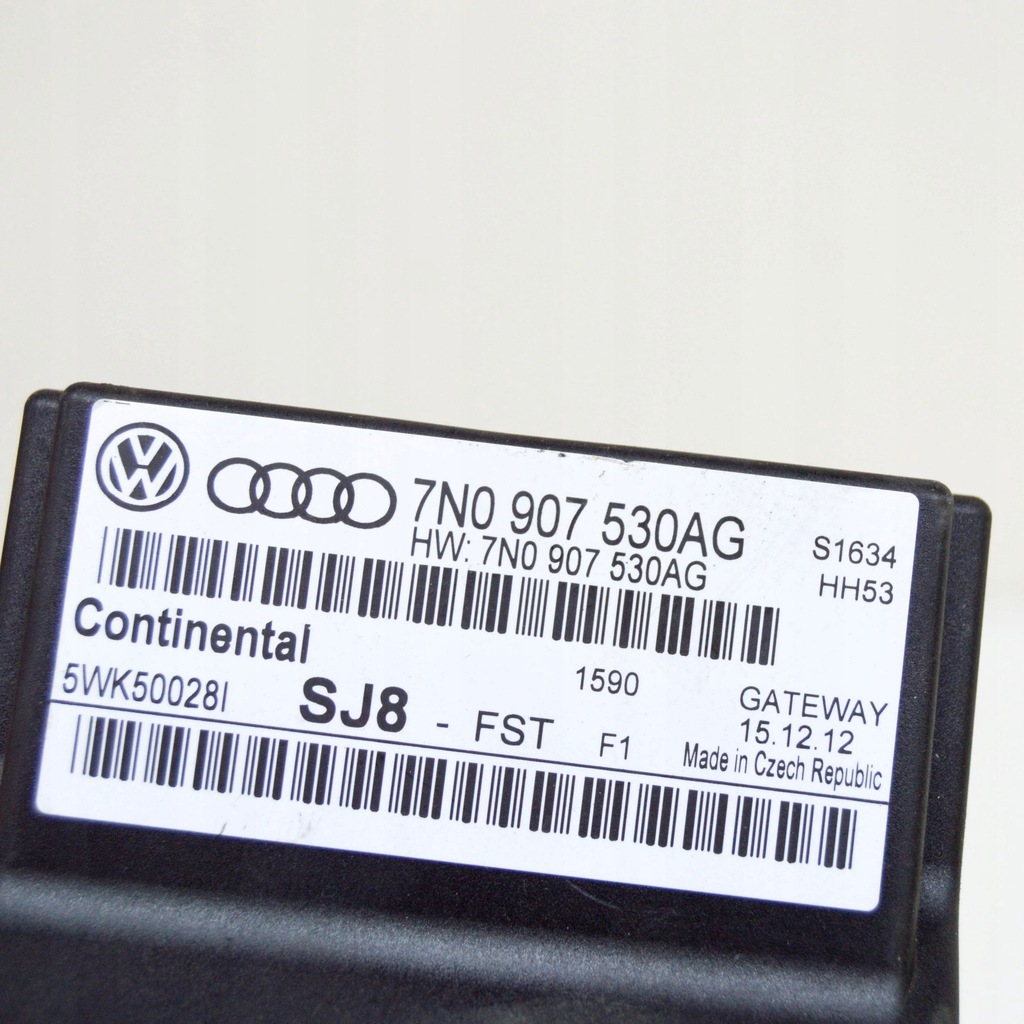 7N0 907 530AG
HW: 7N0 907 530AG
S1634
HH53
Continental
5WK50028I
1590
SJ8 - FST F1
GATEWAY
15.12.12
Made in Czech Republic